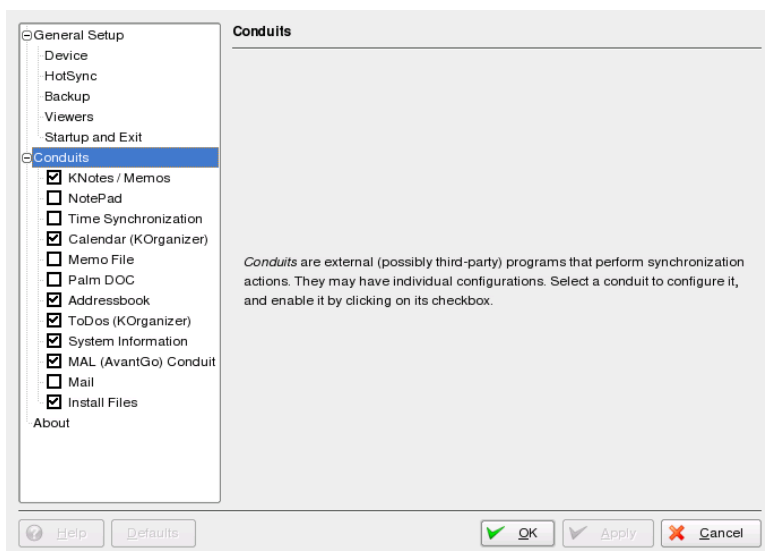 General Setup
Device
HotSync
Backup
Viewers
Startup and Exit
Conduits
KNotes / Memos
NotePad
Time Synchronization
Calendar (KOrganizer)
Memo File
Palm DOC
Addressbook
ToDos (KOrganizer)
System Information
MAL (AvantGo) Conduit
Mail
Install Files
About
Conduits
Conduits are external (possibly third-party) programs that perform synchronization
actions. They may have individual configurations. Select a conduit to configure it,
and enable it by clicking on its checkbox.
Help
Defaults
OK
Apply
Cancel